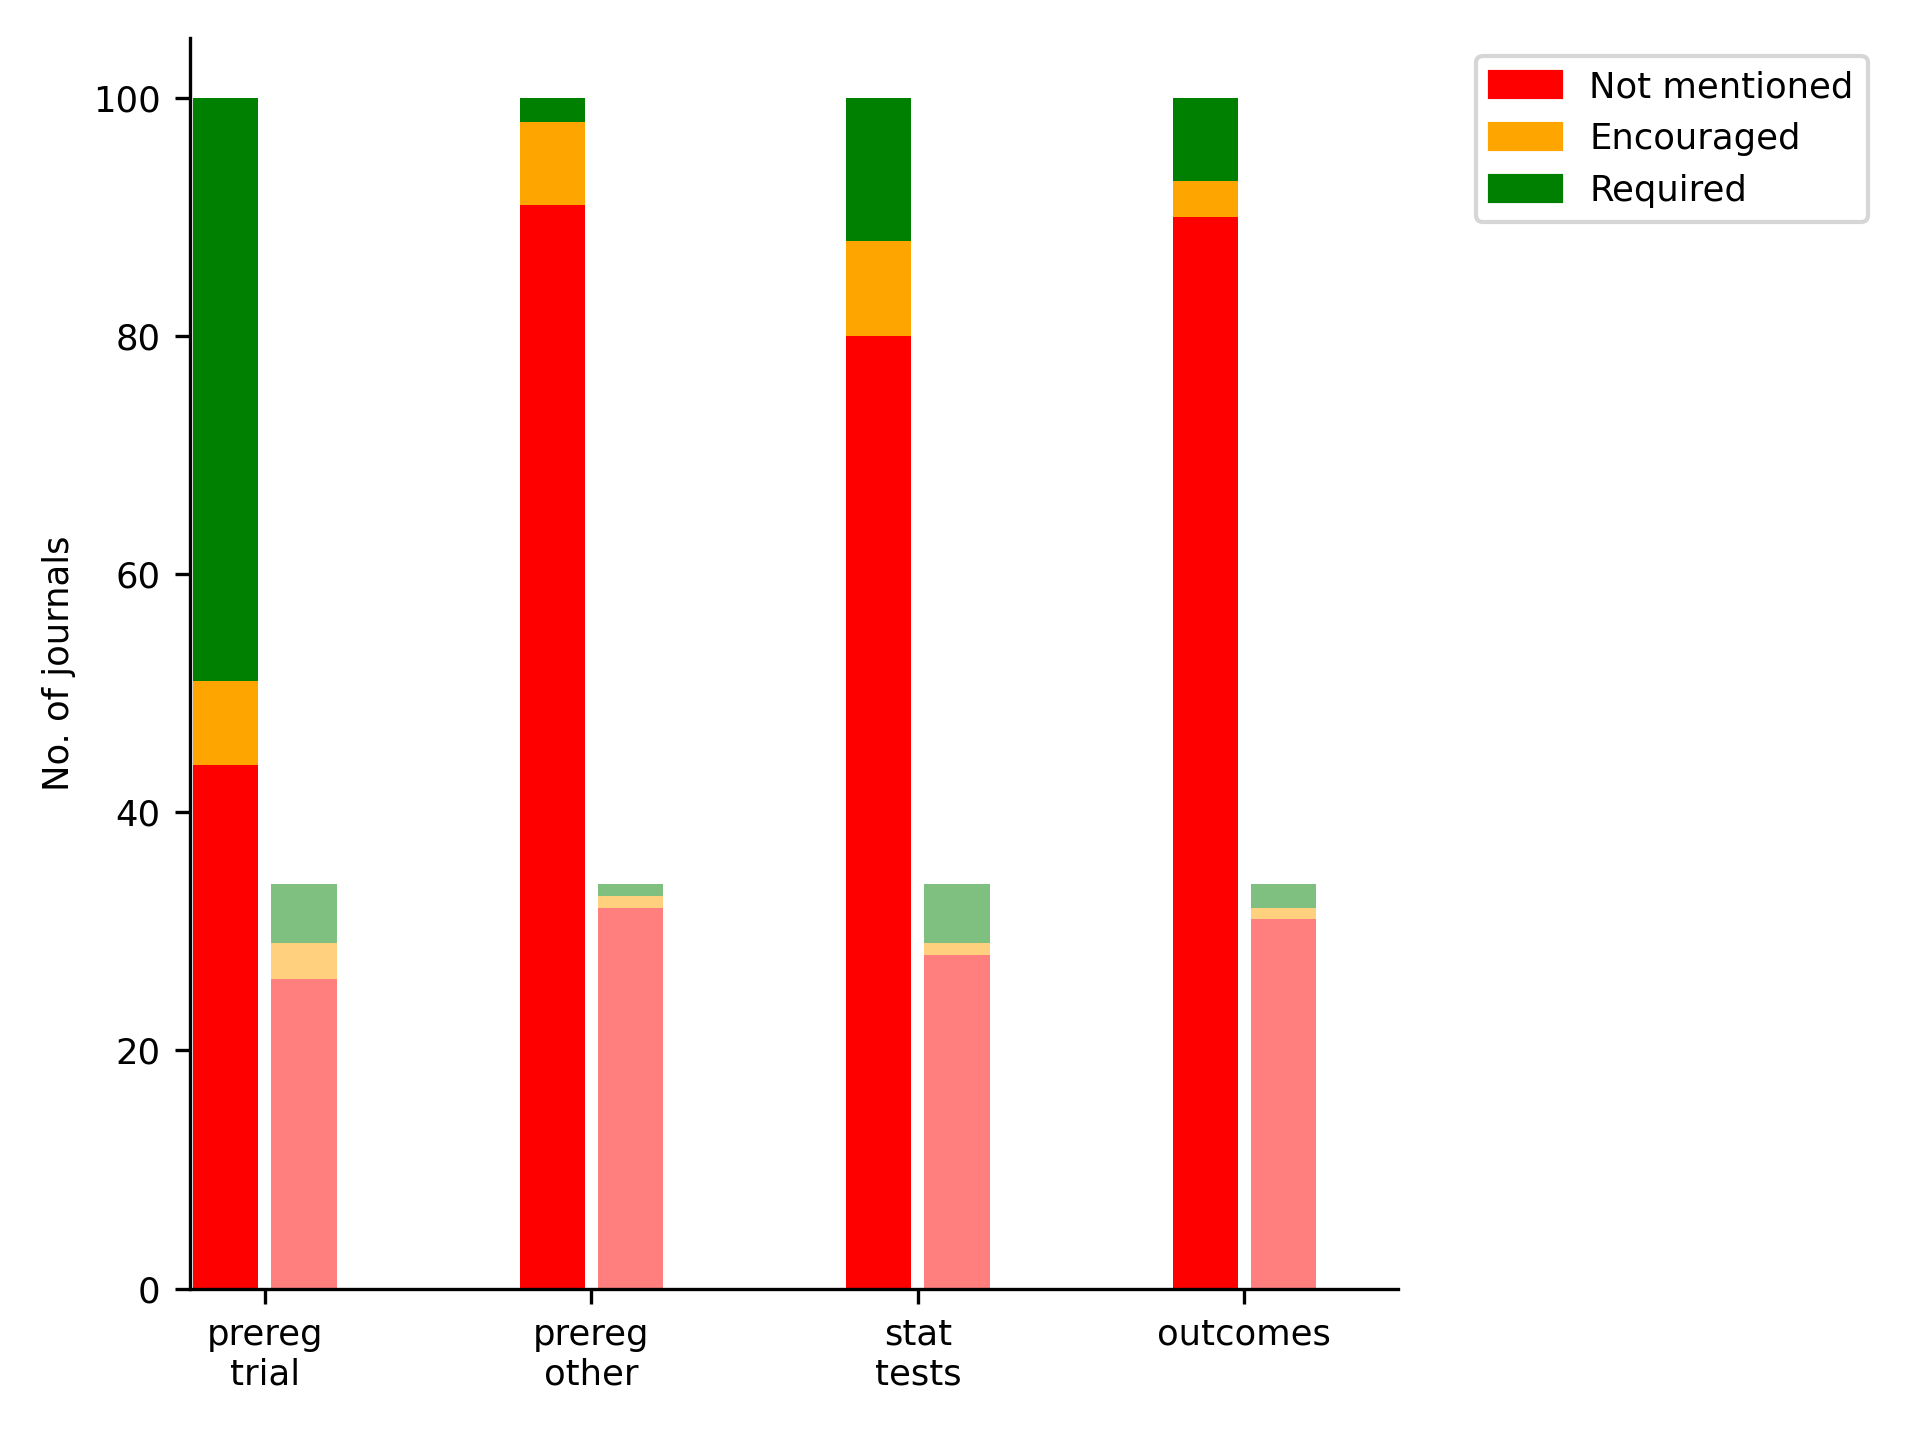 No. of journals
100
80
60
40
20
0
prereg
trial
prereg
other
stat
tests
outcomes
Not mentioned
Encouraged
Required